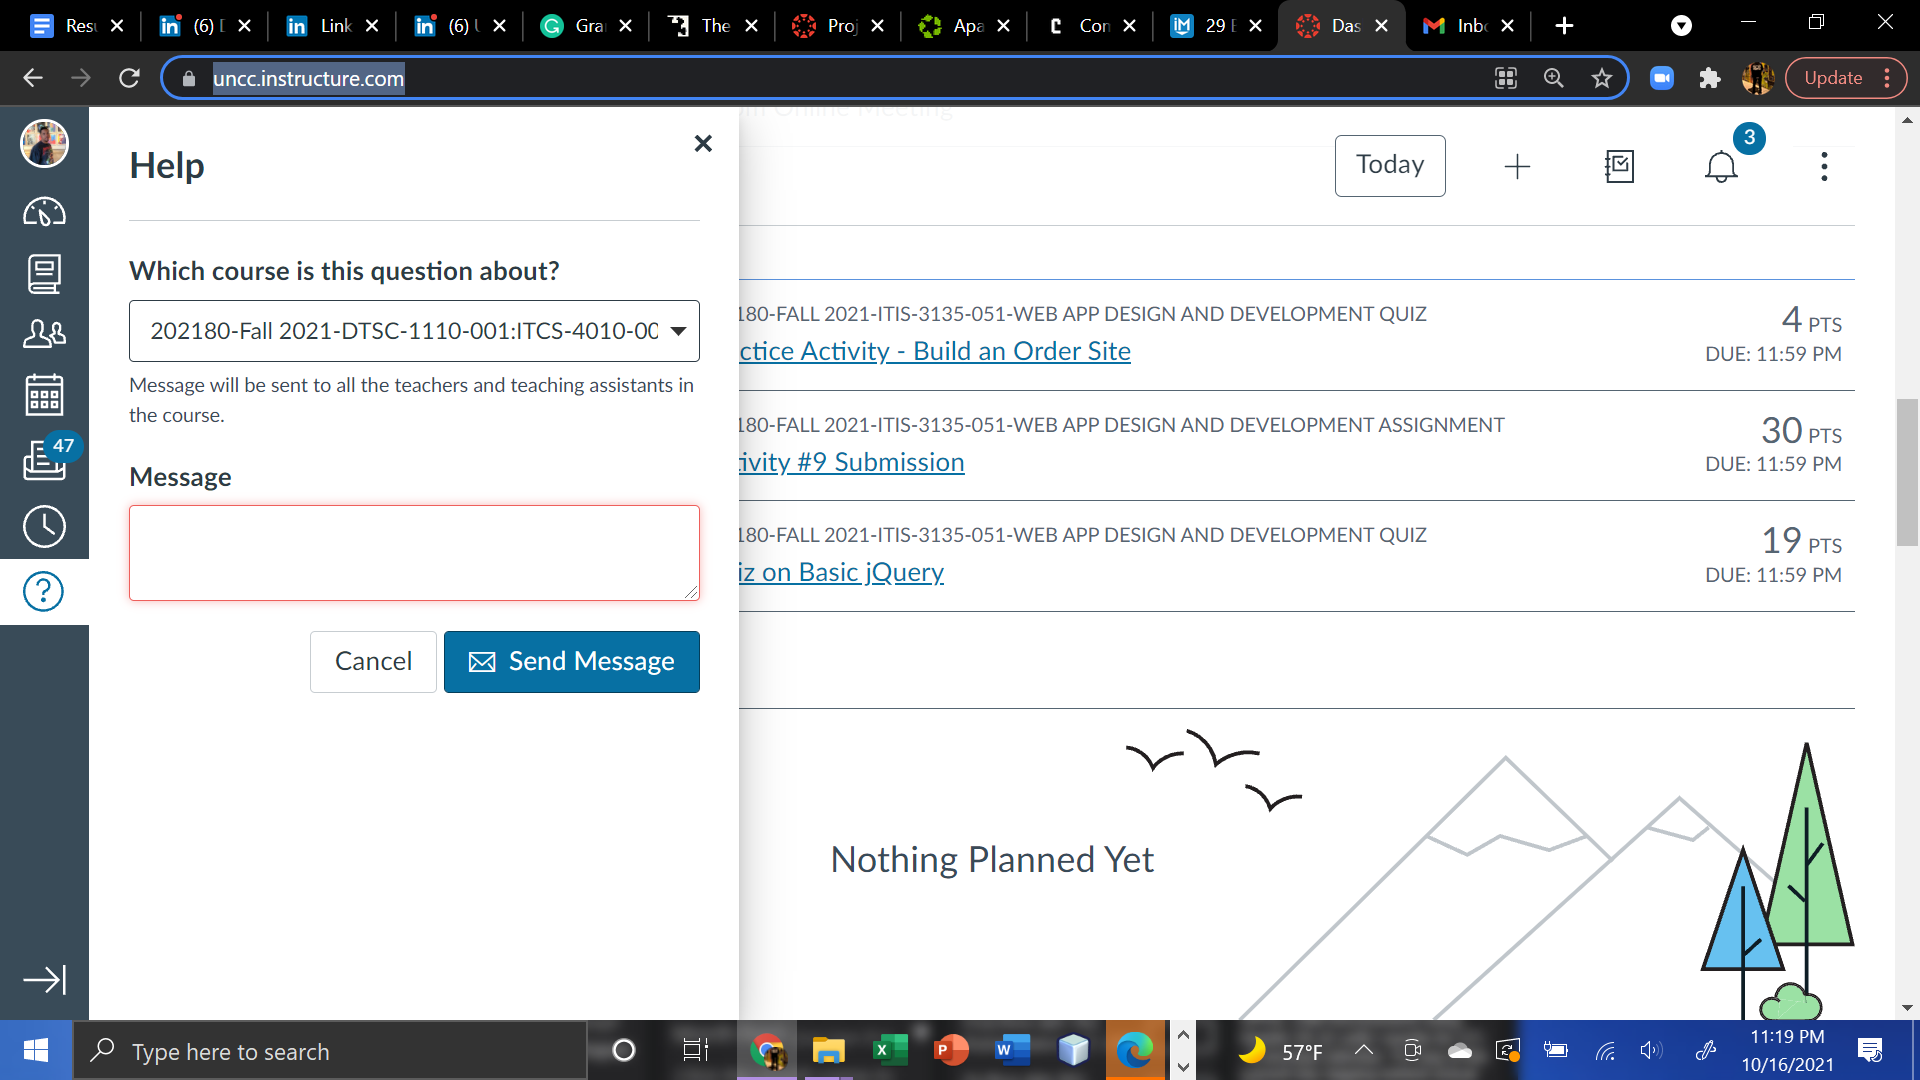 Res
(6) D
Link
(6) U
Gra
The
Proj
Apa
Con
29 E
Das
Inbo
uncc.instructure.com
Update
Help
Today
3
Which course is this question about?
202180-Fall 2021-DTSC-1110-001:ITCS-4010-00
Message will be sent to all the teachers and teaching assistants in
the course.
Message
Cancel
Send Message
47
180-FALL 2021-ITIS-3135-051-WEB APP DESIGN AND DEVELOPMENT QUIZ
4 PTS
ctice Activity - Build an Order Site
DUE: 11:59 PM
180-FALL 2021-ITIS-3135-051-WEB APP DESIGN AND DEVELOPMENT ASSIGNMENT
30 PTS
ivity #9 Submission
DUE: 11:59 PM
180-FALL 2021-ITIS-3135-051-WEB APP DESIGN AND DEVELOPMENT QUIZ
19 PTS
iz on Basic jQuery
DUE: 11:59 PM
Nothing Planned Yet
Type here to search
57°F
11:19 PM
10/16/2021